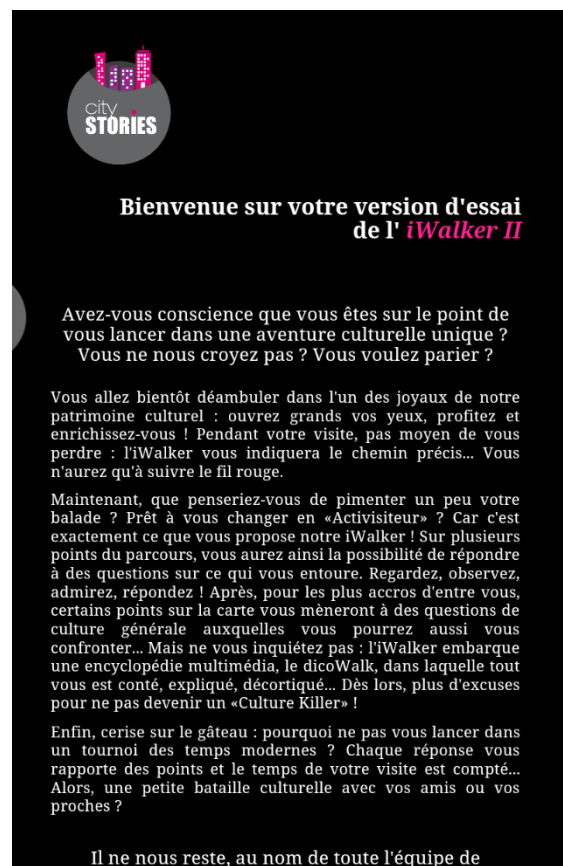 city
STORIES
Bienvenue sur votre version d'essai
de l' iWalker II
Avez-vous conscience que vous êtes sur le point de
vous lancer dans une aventure culturelle unique ?
Vous ne nous croyez pas ? Vous voulez parier ?
Vous allez bientôt déambuler dans l'un des joyaux de notre
patrimoine culturel : ouvrez grands vos yeux, profitez et
enrichissez-vous ! Pendant votre visite, pas moyen de vous
perdre : l'iWalker vous indiquera le chemin précis... Vous
n'aurez qu'à suivre le fil rouge.
Maintenant, que penseriez-vous de pimenter un peu votre
balade ? Prêt à vous changer en «Activisiteur» ? Car c'est
exactement ce que vous propose notre iWalker ! Sur plusieurs
points du parcours, vous aurez ainsi la possibilité de répondre
à des questions sur ce qui vous entoure. Regardez, observez,
admirez, répondez ! Après, pour les plus accros d'entre vous,
certains points sur la carte vous mèneront à des questions de
culture générale auxquelles vous pourrez aussi vous
confronter... Mais ne vous inquiétez pas : l'iWalker embarque
une encyclopédie multimédia, le dicoWalk, dans laquelle tout
vous est conté, expliqué, décortiqué... Dès lors, plus d'excuses
pour ne pas devenir un «Culture Killer» !
Enfin, cerise sur le gâteau : pourquoi ne pas vous lancer dans
un tournoi des temps modernes ? Chaque réponse vous
rapporte des points et le temps de votre visite est compté...
Alors, une petite bataille culturelle avec vos amis ou vos
proches ?
Il ne nous reste, au nom de toute l'équipe de